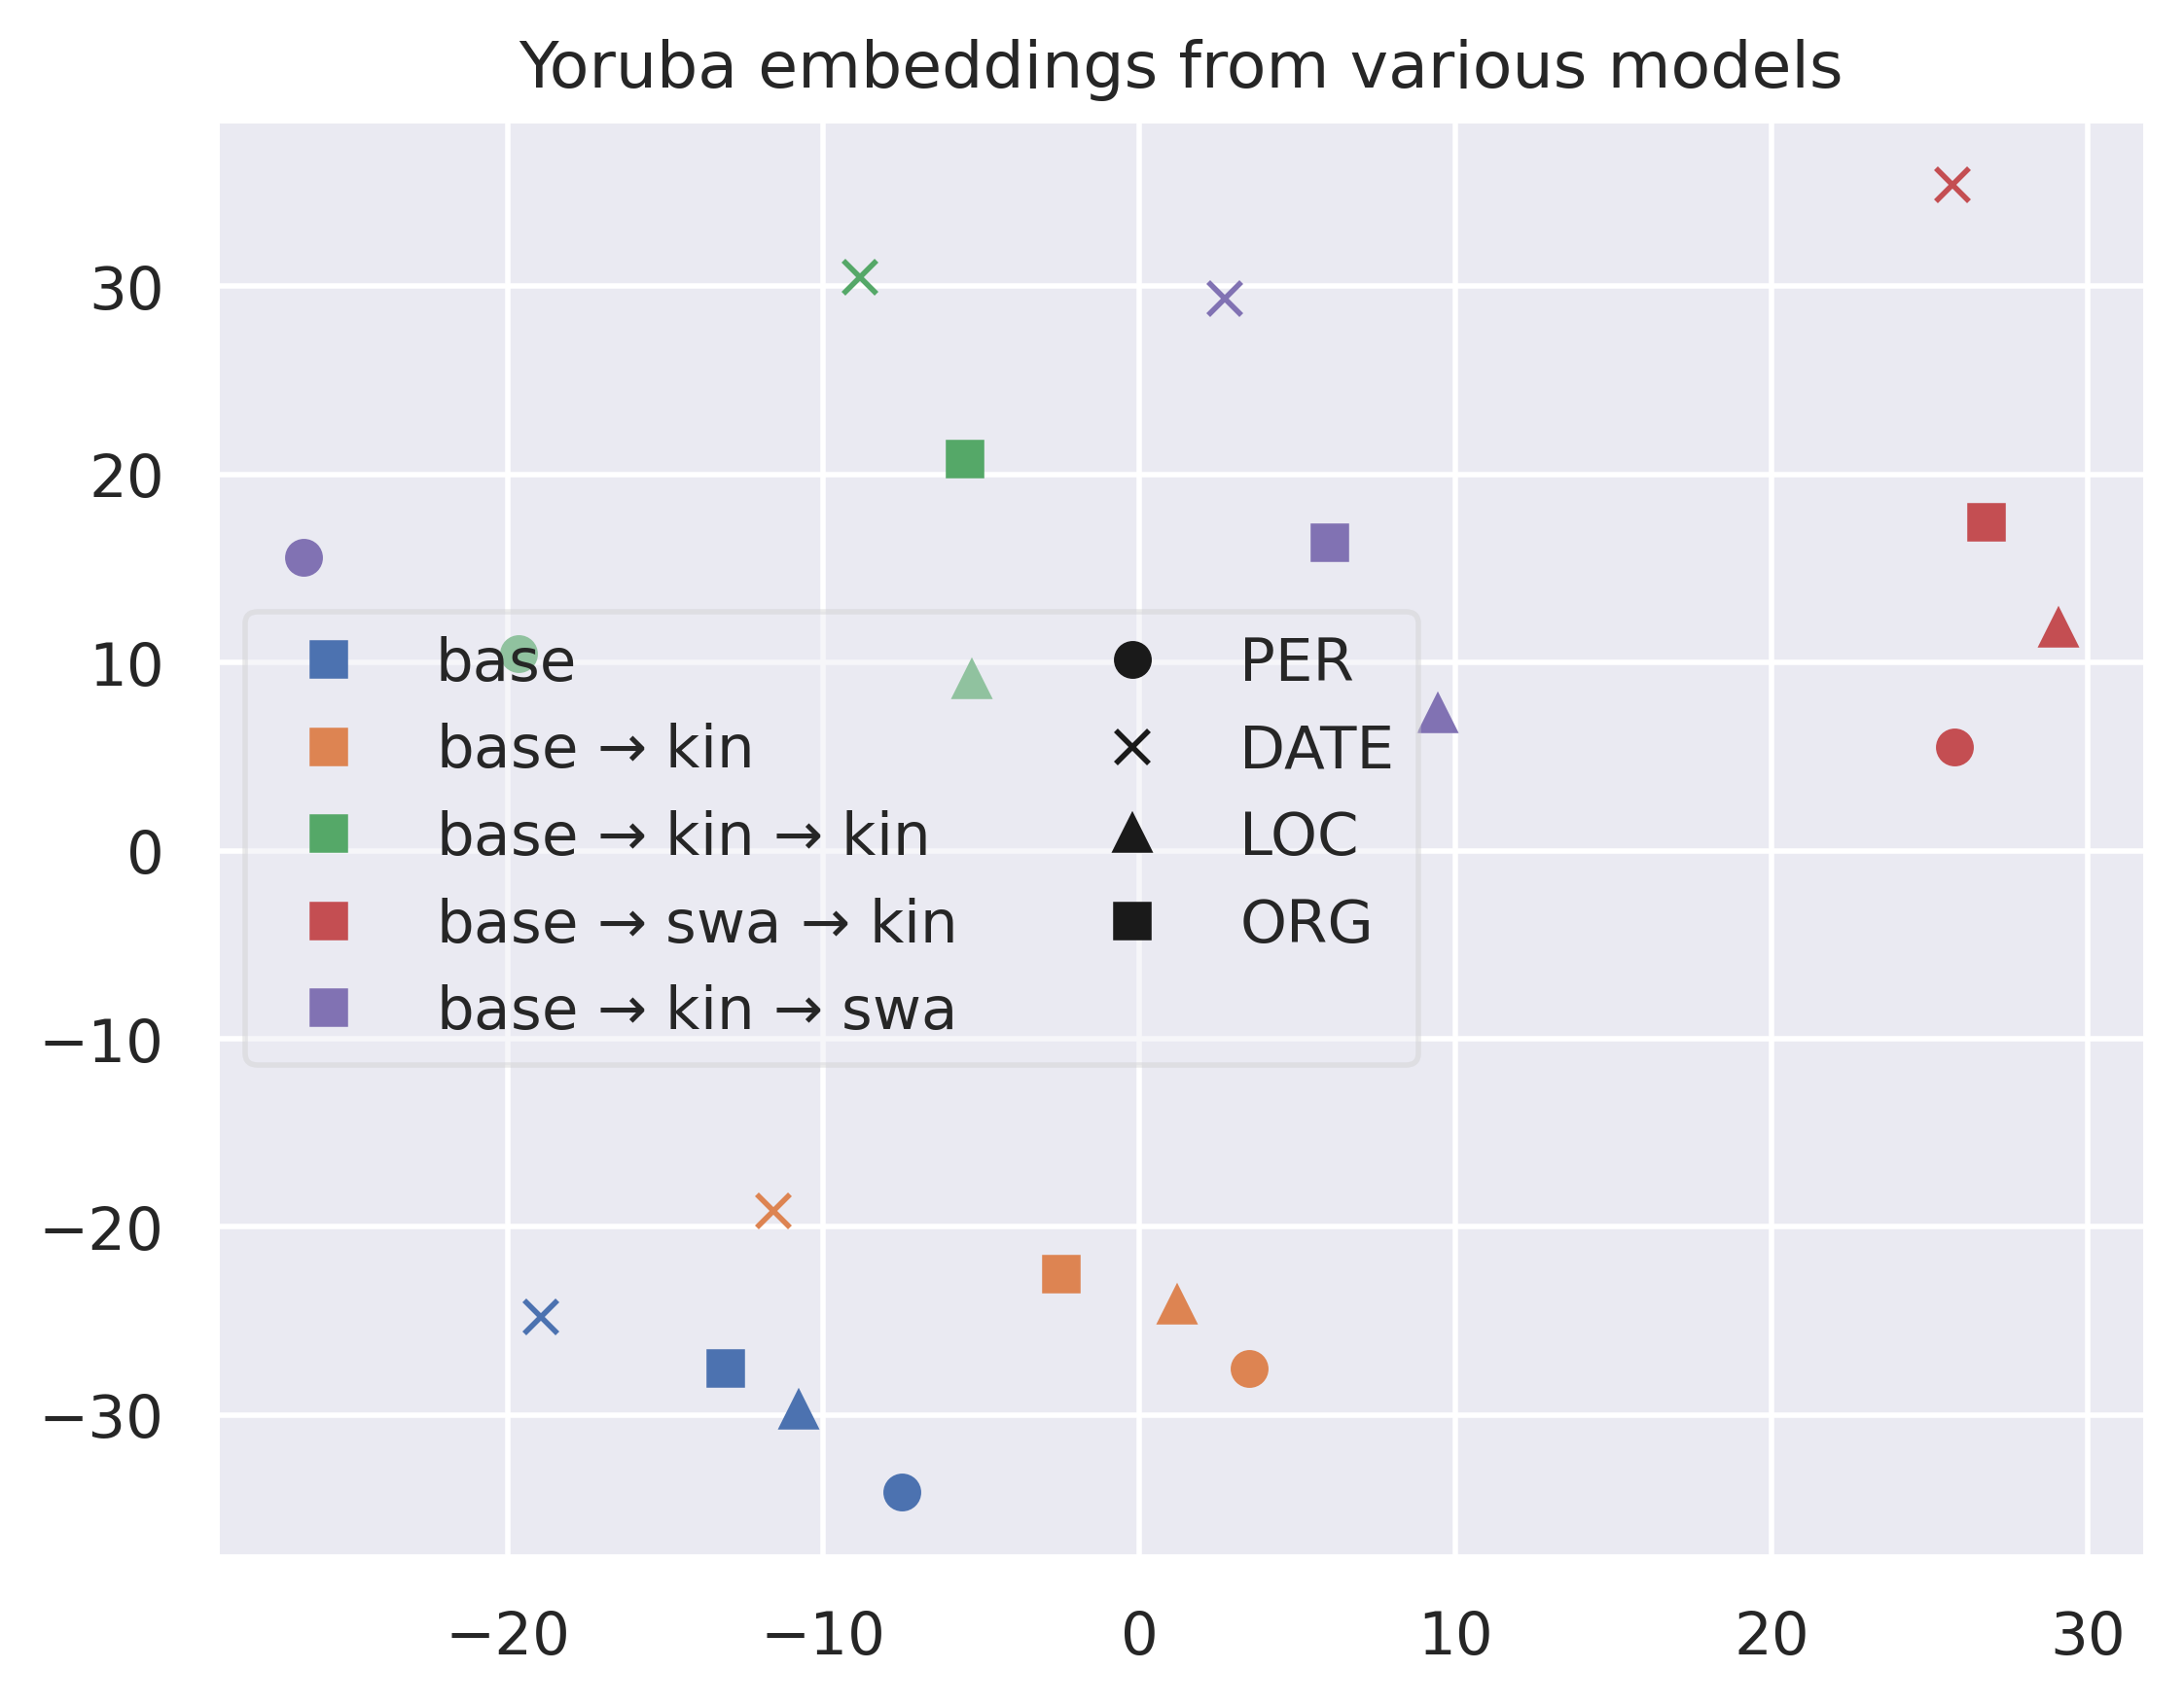 Yoruba embeddings from various models
30
20
10
0
−10
−20
−30
base
base → kin
base → kin → kin
base → swa → kin
base → kin → swa
PER
DATE
LOC
ORG
−20 −10 0 10 20 30